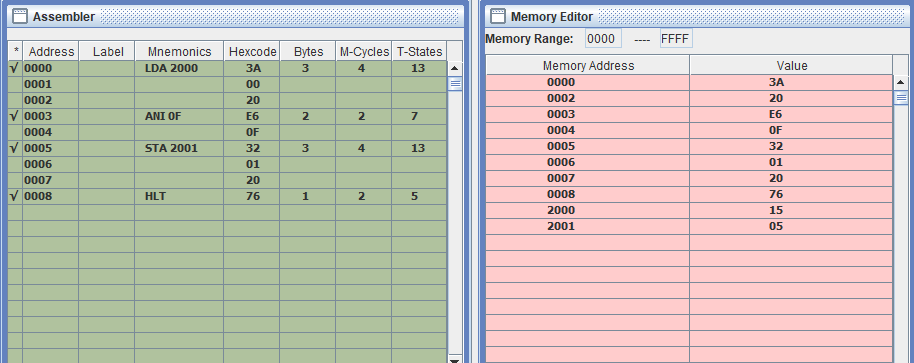 Assembler
* Address Label Mnemonics Hexcode Bytes M-Cycles T-States
√ 0000 LDA 2000 3A 3 4 13
0001 00
0002 20
√ 0003 ANI 0F E6 2 2 7
0004 0F
√ 0005 STA 2001 32 3 4 13
0006 01
0007 20
√ 0008 HLT 76 1 2 5
Memory Editor
Memory Range: 0000 ---- FFFF
Memory Address Value
0000 3A
0002 20
0003 E6
0004 0F
0005 32
0006 01
0007 20
0008 76
2000 15
2001 05